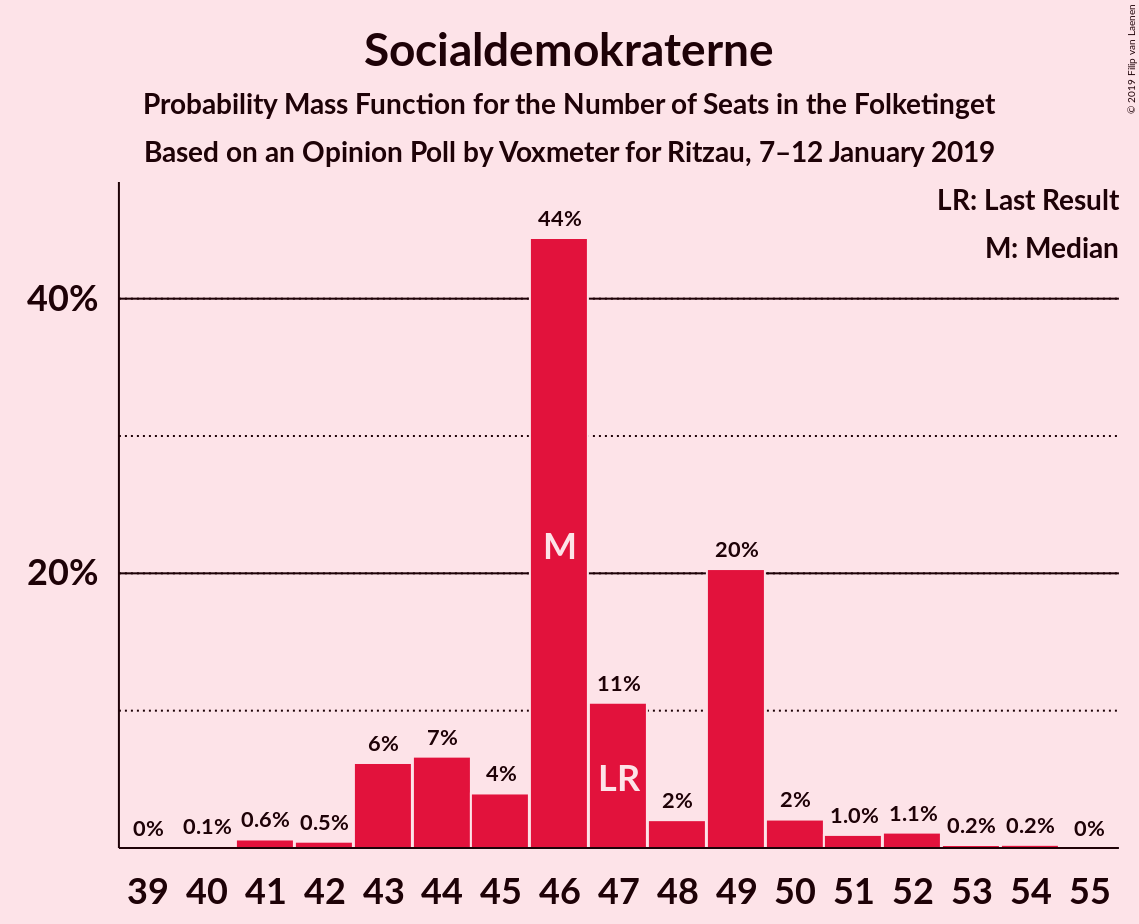 Socialdemokraterne
Probability Mass Function for the Number of Seats in the Folketinget
Based on an Opinion Poll by Voxmeter for Ritzau, 7–12 January 2019
© 2019 Filip van Laenen
LR: Last Result
M: Median
40%
20%
0%
0.1%
0.6%
0.5%
6%
7%
4%
44%
11%
2%
20%
2%
1.0%
1.1%
0.2%
0.2%
0%
M
LR
39 40 41 42 43 44 45 46 47 48 49 50 51 52 53 54 55